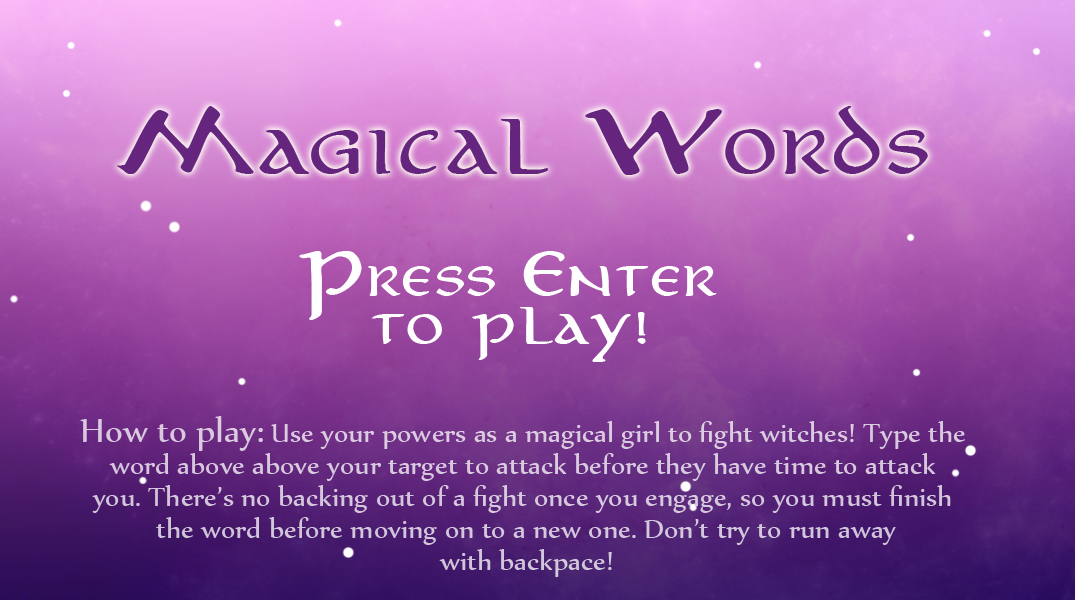 Magical Words
Press Enter
to play!
How to play: Use your powers as a magical girl to fight witches! Type the
word above above your target to attack before they have time to attack
you. There's no backing out of a fight once you engage, so you must finish
the word before moving on to a new one. Don't try to run away
with backpace!